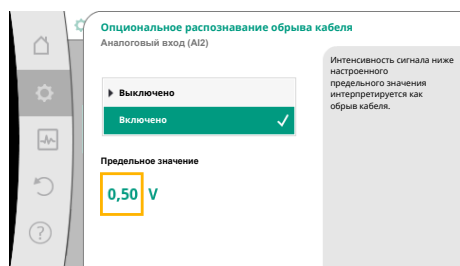 Опциональное распознавание обрыва кабеля
Аналоговый вход (AI2)
Интенсивность сигнала ниже
настроенного
предельного значения
интерпретируется как
обрыв кабеля.
Выключено
Включено
Предельное значение
0,50 V
?